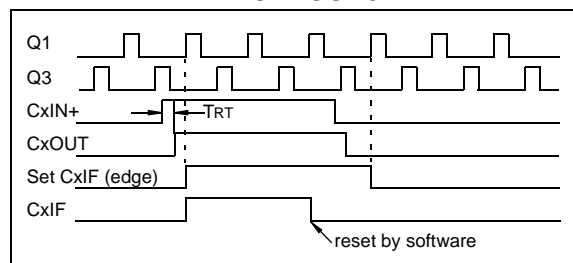 Q1
Q3
CxIN+
TRT
CxOUT
Set CxIF (edge)
CxIF
reset by software